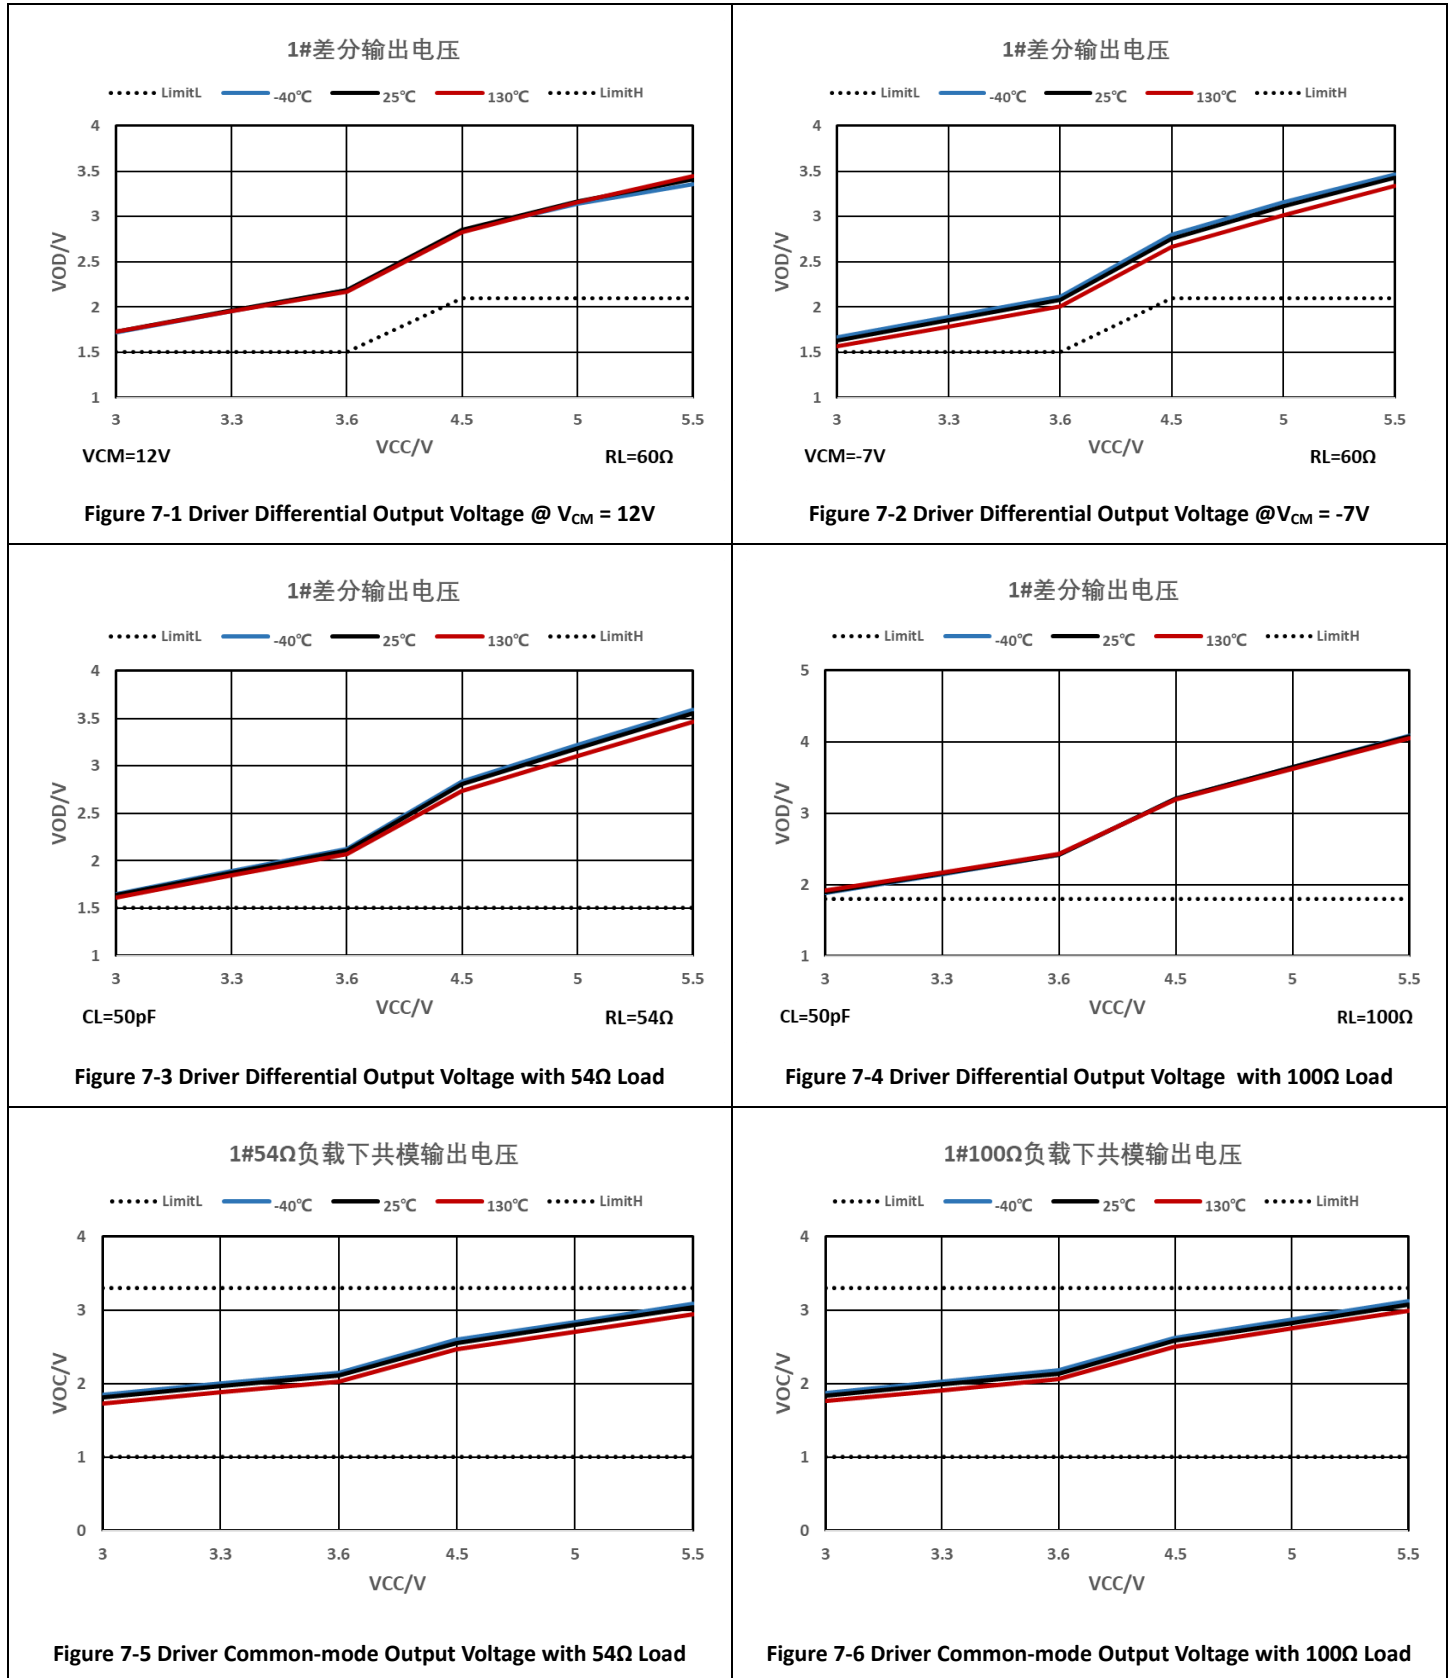 1#差分输出电压
LimitL -40℃ 25℃ 130℃ LimitH
4
3.5
3
2.5
2
1.5
1
VOD/V
3 3.3 3.6 4.5 5 5.5
VCC/V
VCM=12V RL=60Ω
Figure 7-1 Driver Differential Output Voltage @ VCM = 12V
1#差分输出电压
LimitL -40℃ 25℃ 130℃ LimitH
4
3.5
3
2.5
2
1.5
1
VOD/V
3 3.3 3.6 4.5 5 5.5
VCC/V
VCM=-7V RL=60Ω
Figure 7-2 Driver Differential Output Voltage @VCM = -7V
1#差分输出电压
LimitL -40℃ 25℃ 130℃ LimitH
4
3.5
3
2.5
2
1.5
1
VOD/V
3 3.3 3.6 4.5 5 5.5
VCC/V
CL=50pF RL=54Ω
Figure 7-3 Driver Differential Output Voltage with 54Ω Load
1#差分输出电压
LimitL -40℃ 25℃ 130℃ LimitH
5
4
3
2
1
VOD/V
3 3.3 3.6 4.5 5 5.5
VCC/V
CL=50pF RL=100Ω
Figure 7-4 Driver Differential Output Voltage with 100Ω Load
1#54Ω负载下共模输出电压
LimitL -40℃ 25℃ 130℃ LimitH
4
3
2
1
0
VOC/V
3 3.3 3.6 4.5 5 5.5
VCC/V
Figure 7-5 Driver Common-mode Output Voltage with 54Ω Load
1#100Ω负载下共模输出电压
LimitL -40℃ 25℃ 130℃ LimitH
4
3
2
1
0
VOC/V
3 3.3 3.6 4.5 5 5.5
VCC/V
Figure 7-6 Driver Common-mode Output Voltage with 100Ω Load